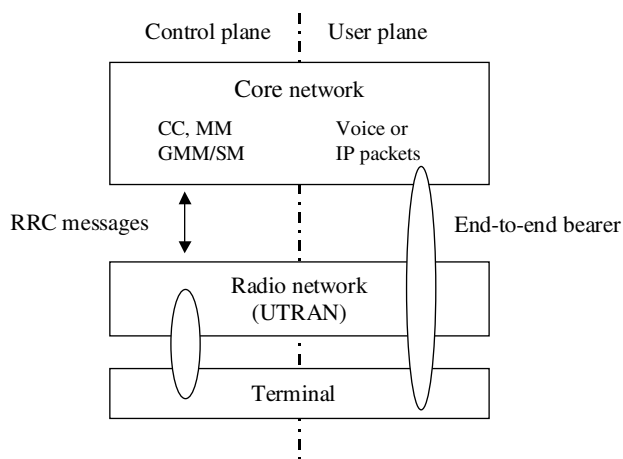 Control plane
User plane
Core network
CC, MM
GMM/SM
Voice or
IP packets
RRC messages
End-to-end bearer
Radio network
(UTRAN)
Terminal